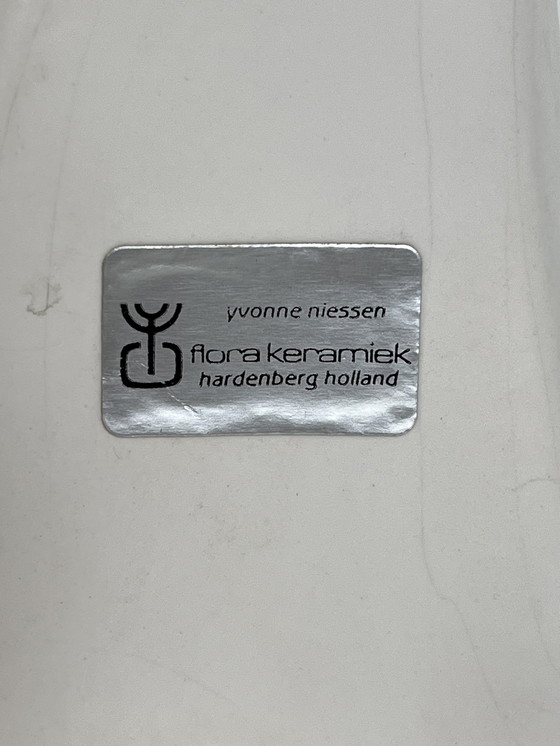 yvonne niessen
flora keramiek
hardenberg holland